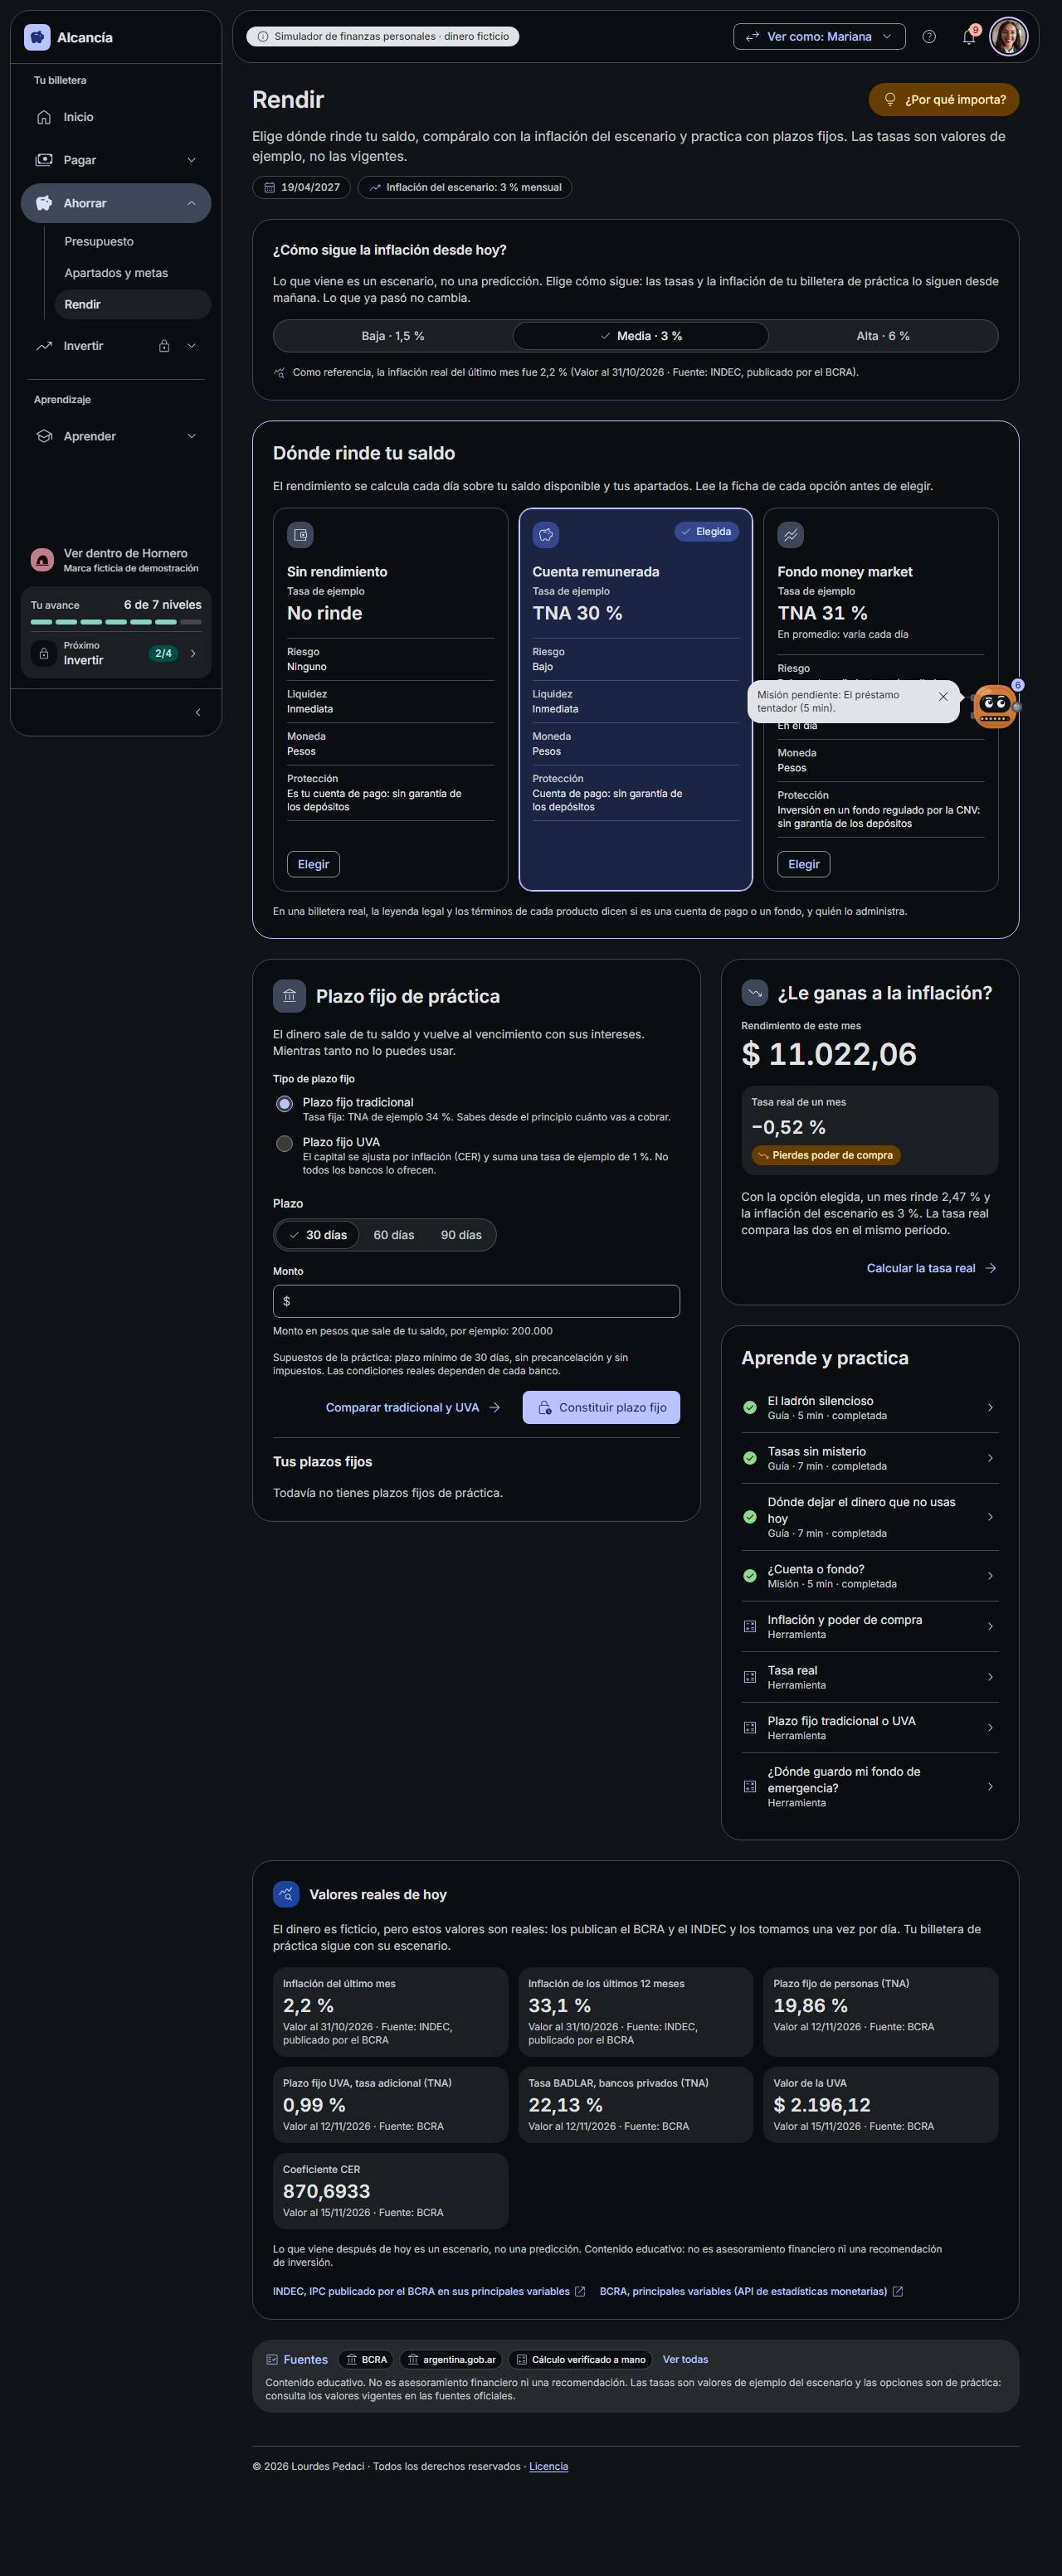 Alcancía
Tu billetera
Inicio
Pagar
Ahorrar
Presupuesto
Apartados y metas
Rendir
Invertir
Aprendizaje
Aprender
Ver dentro de Hornero
Marca ficticia de demostración
Tu avance
6 de 7 niveles
Próximo
Invertir
2/4
Simulador de finanzas personales · dinero ficticio
Ver como: Mariana
9
Rendir
¿Por qué importa?
Elige dónde rinde tu saldo, compáralo con la inflación del escenario y practica con plazos fijos. Las tasas son valores de
ejemplo, no las vigentes.
19/04/2027
Inflación del escenario: 3 % mensual
¿Cómo sigue la inflación desde hoy?
Lo que viene es un escenario, no una predicción. Elige cómo sigue: las tasas y la inflación de tu billetera de práctica lo siguen desde
mañana. Lo que ya pasó no cambia.
Baja · 1,5 %
Media · 3 %
Alta · 6 %
Como referencia, la inflación real del último mes fue 2,2 % (Valor al 31/10/2026 · Fuente: INDEC, publicado por el BCRA).
Dónde rinde tu saldo
El rendimiento se calcula cada día sobre tu saldo disponible y tus apartados. Lee la ficha de cada opción antes de elegir.
Sin rendimiento
Tasa de ejemplo
No rinde
Riesgo
Ninguno
Liquidez
Inmediata
Moneda
Pesos
Protección
Es tu cuenta de pago: sin garantía de
los depósitos
Elegir
Elegida
Cuenta remunerada
Tasa de ejemplo
TNA 30 %
Riesgo
Bajo
Liquidez
Inmediata
Moneda
Pesos
Protección
Cuenta de pago: sin garantía de
los depósitos
Fondo money market
Tasa de ejemplo
TNA 31 %
En promedio: varía cada día
Riesgo
Misión pendiente: El préstamo
tentador (5 min).
6
En el día
Moneda
Pesos
Protección
Inversión en un fondo regulado por la CNV:
sin garantía de los depósitos
Elegir
En una billetera real, la leyenda legal y los términos de cada producto dicen si es una cuenta de pago o un fondo, y quién lo administra.
Plazo fijo de práctica
El dinero sale de tu saldo y vuelve al vencimiento con sus intereses.
Mientras tanto no lo puedes usar.
Tipo de plazo fijo
Plazo fijo tradicional
Tasa fija: TNA de ejemplo 34 %. Sabes desde el principio cuánto vas a cobrar.
Plazo fijo UVA
El capital se ajusta por inflación (CER) y suma una tasa de ejemplo de 1 %. No
todos los bancos lo ofrecen.
Plazo
30 días
60 días
90 días
Monto
$
Monto en pesos que sale de tu saldo, por ejemplo: 200.000
Supuestos de la práctica: plazo mínimo de 30 días, sin precancelación y sin
impuestos. Las condiciones reales dependen de cada banco.
Comparar tradicional y UVA
Constituir plazo fijo
Tus plazos fijos
Todavía no tienes plazos fijos de práctica.
¿Le ganas a la inflación?
Rendimiento de este mes
$ 11.022,06
Tasa real de un mes
−0,52 %
Pierdes poder de compra
Con la opción elegida, un mes rinde 2,47 % y
la inflación del escenario es 3 %. La tasa real
compara las dos en el mismo período.
Calcular la tasa real
Aprende y practica
El ladrón silencioso
Guía · 5 min · completada
Tasas sin misterio
Guía · 7 min · completada
Dónde dejar el dinero que no usas
hoy
Guía · 7 min · completada
¿Cuenta o fondo?
Misión · 5 min · completada
Inflación y poder de compra
Herramienta
Tasa real
Herramienta
Plazo fijo tradicional o UVA
Herramienta
¿Dónde guardo mi fondo de
emergencia?
Herramienta
Valores reales de hoy
El dinero es ficticio, pero estos valores son reales: los publican el BCRA y el INDEC y los tomamos una vez por día. Tu billetera de
práctica sigue con su escenario.
Inflación del último mes
2,2 %
Valor al 31/10/2026 · Fuente: INDEC,
publicado por el BCRA
Inflación de los últimos 12 meses
33,1 %
Valor al 31/10/2026 · Fuente: INDEC,
publicado por el BCRA
Plazo fijo de personas (TNA)
19,86 %
Valor al 12/11/2026 · Fuente: BCRA
Plazo fijo UVA, tasa adicional (TNA)
0,99 %
Valor al 12/11/2026 · Fuente: BCRA
Tasa BADLAR, bancos privados (TNA)
22,13 %
Valor al 12/11/2026 · Fuente: BCRA
Valor de la UVA
$ 2.196,12
Valor al 15/11/2026 · Fuente: BCRA
Coeficiente CER
870,6933
Valor al 15/11/2026 · Fuente: BCRA
Lo que viene después de hoy es un escenario, no una predicción. Contenido educativo: no es asesoramiento financiero ni una recomendación
de inversión.
INDEC, IPC publicado por el BCRA en sus principales variables
BCRA, principales variables (API de estadísticas monetarias)
Fuentes
BCRA
argentina.gob.ar
Cálculo verificado a mano
Ver todas
Contenido educativo. No es asesoramiento financiero ni una recomendación. Las tasas son valores de ejemplo del escenario y las opciones son de práctica:
consulta los valores vigentes en las fuentes oficiales.
© 2026 Lourdes Pedaci · Todos los derechos reservados · Licencia